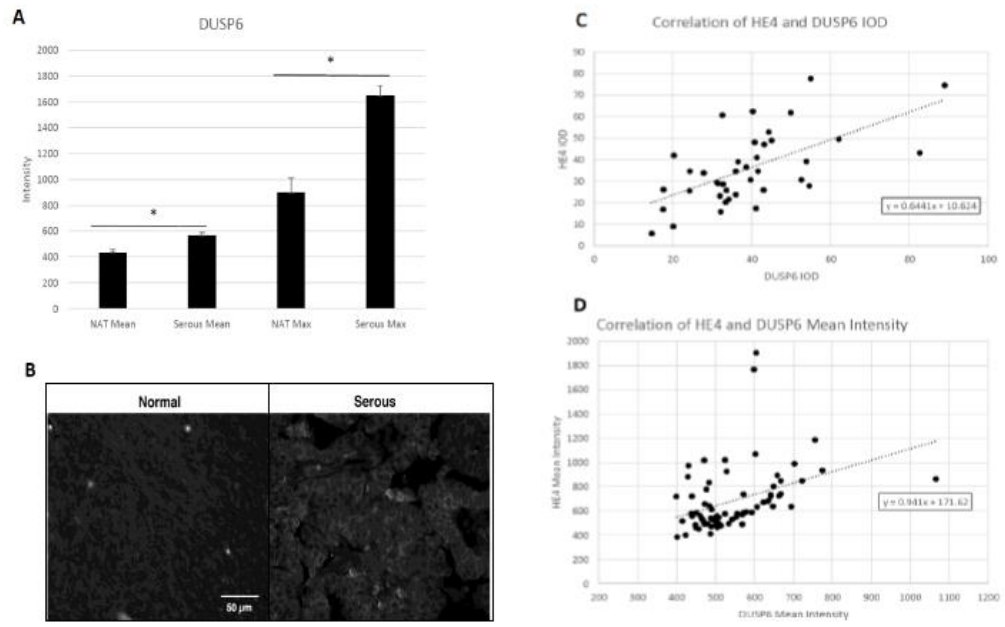 A
DUSP6
2000
1800
1600
1400
1200
1000
800
600
400
200
0
Intensity
*
*
NAT Mean
Serous Mean
NAT Max
Serous Max
B
Normal
Serous
50 µm
C
Correlation of HE4 and DUSP6 IOD
90
80
70
60
50
40
30
20
10
0
HE4 IOD
y = 0.6441x + 10.624
0
20
40
60
80
100
DUSP6 IOD
D
Correlation of HE4 and DUSP6 Mean Intensity
2000
1800
1600
1400
1200
1000
800
600
400
200
0
HE4 Mean Intensity
y = 0.941x + 171.62
200
300
400
500
600
700
800
900
1000
1100
1200
DUSP6 Mean Intensity